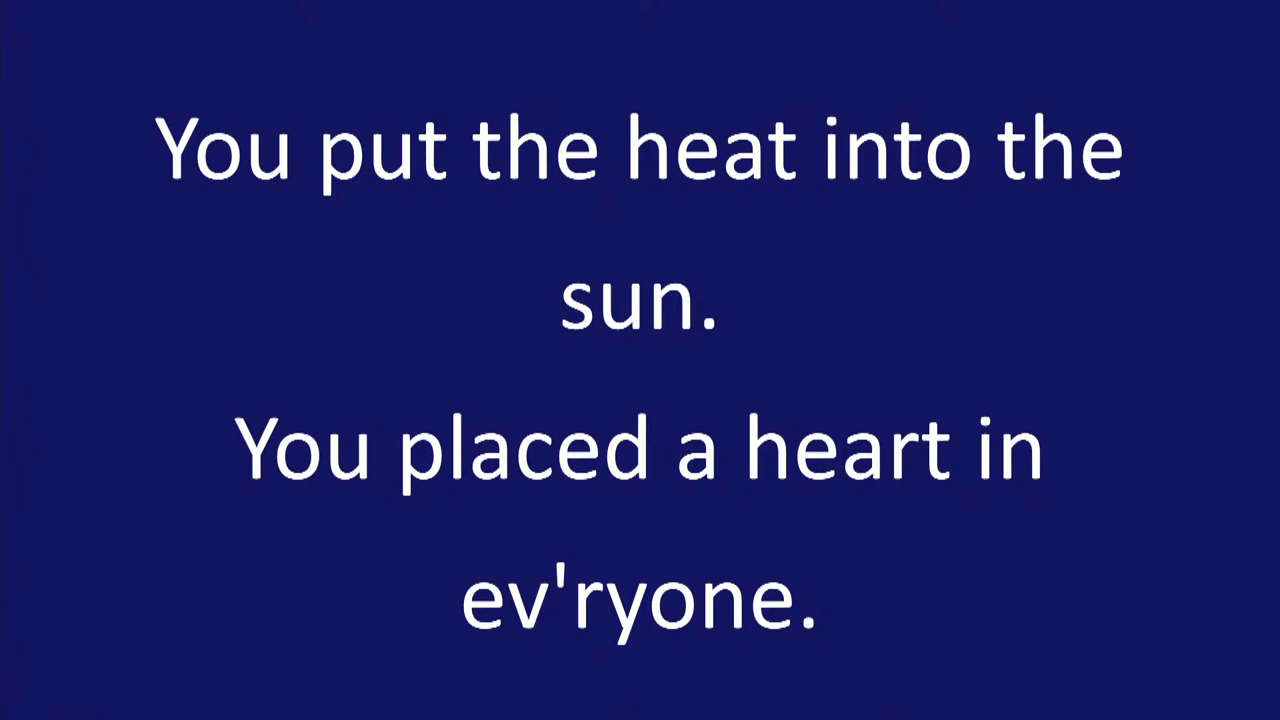 You put the heat into the
sun.
You placed a heart in
ev'ryone.